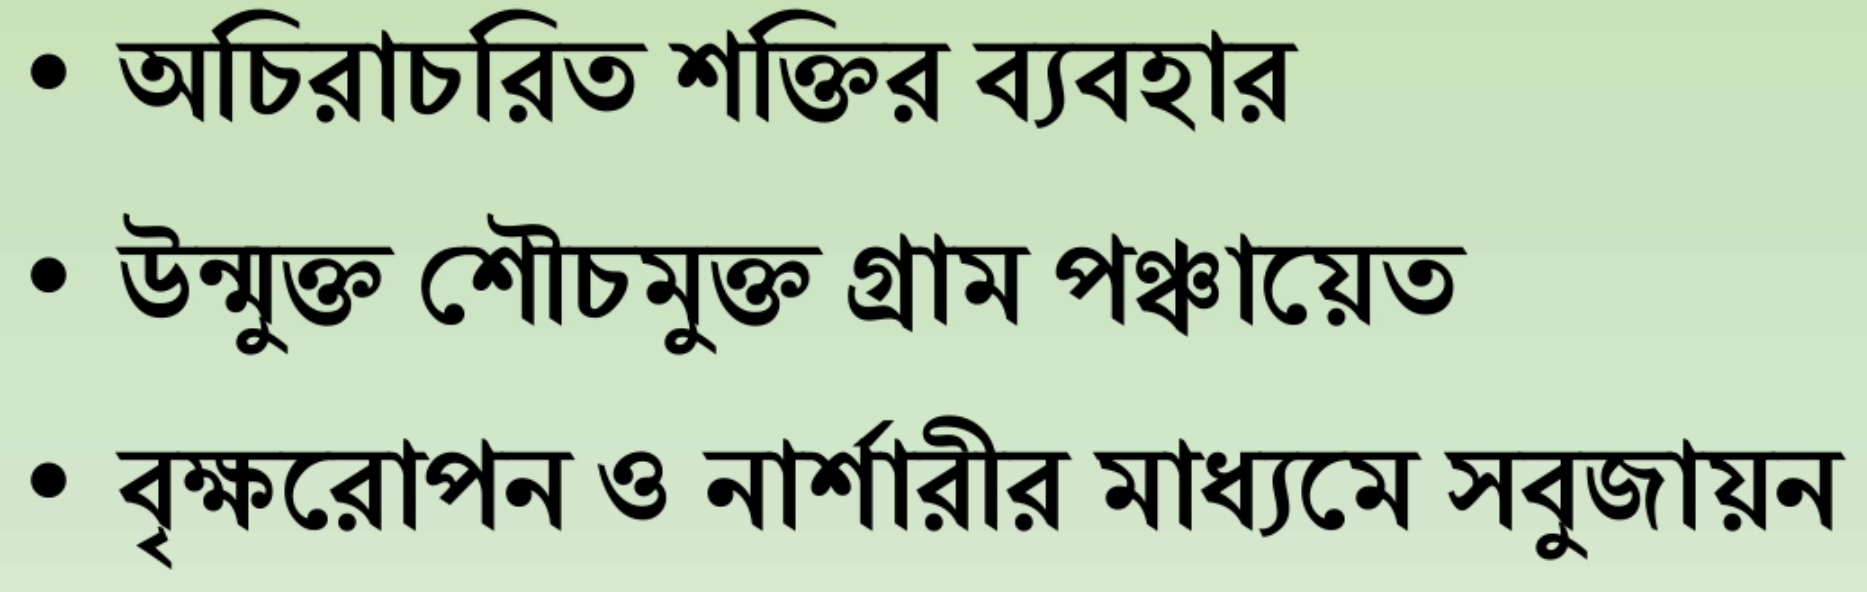 • অচিরাচরিত শক্তির ব্যবহার
• উন্মুক্ত শৌচমুক্ত গ্রাম পঞ্চায়েত
• বৃক্ষরোপন ও নার্শারীর মাধ্যমে সবুজায়ন